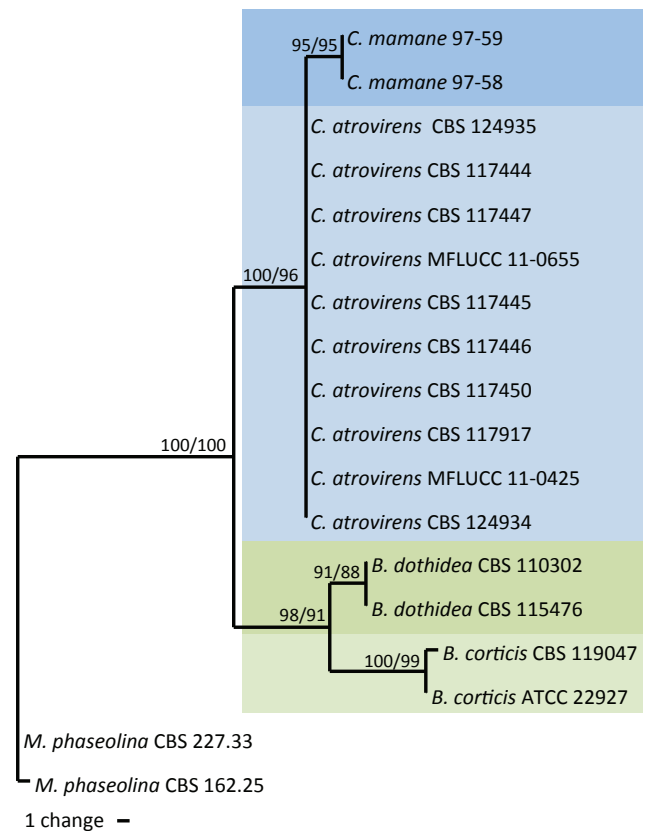 95/95
C. mamane 97-59
C. mamane 97-58
C. atrovirens CBS 124935
C. atrovirens CBS 117444
C. atrovirens CBS 117447
C. atrovirens MFLUCC 11-0655
100/96
C. atrovirens CBS 117445
C. atrovirens CBS 117446
C. atrovirens CBS 117450
C. atrovirens CBS 117917
100/100
C. atrovirens MFLUCC 11-0425
C. atrovirens CBS 124934
91/88
B. dothidea CBS 110302
B. dothidea CBS 115476
98/91
B. corticis CBS 119047
100/99
B. corticis ATCC 22927
M. phaseolina CBS 227.33
M. phaseolina CBS 162.25
1 change